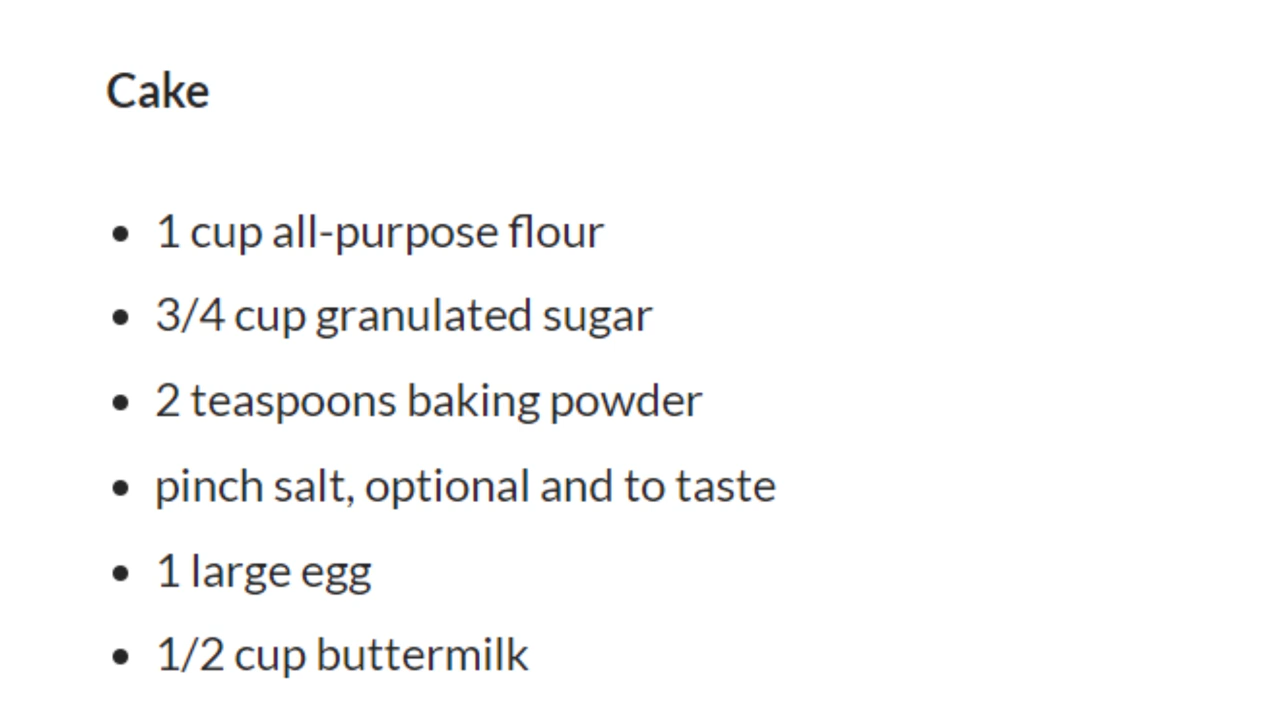 Cake
• 1 cup all-purpose flour
• 3/4 cup granulated sugar
• 2 teaspoons baking powder
• pinch salt, optional and to taste
• 1 large egg
• 1/2 cup buttermilk